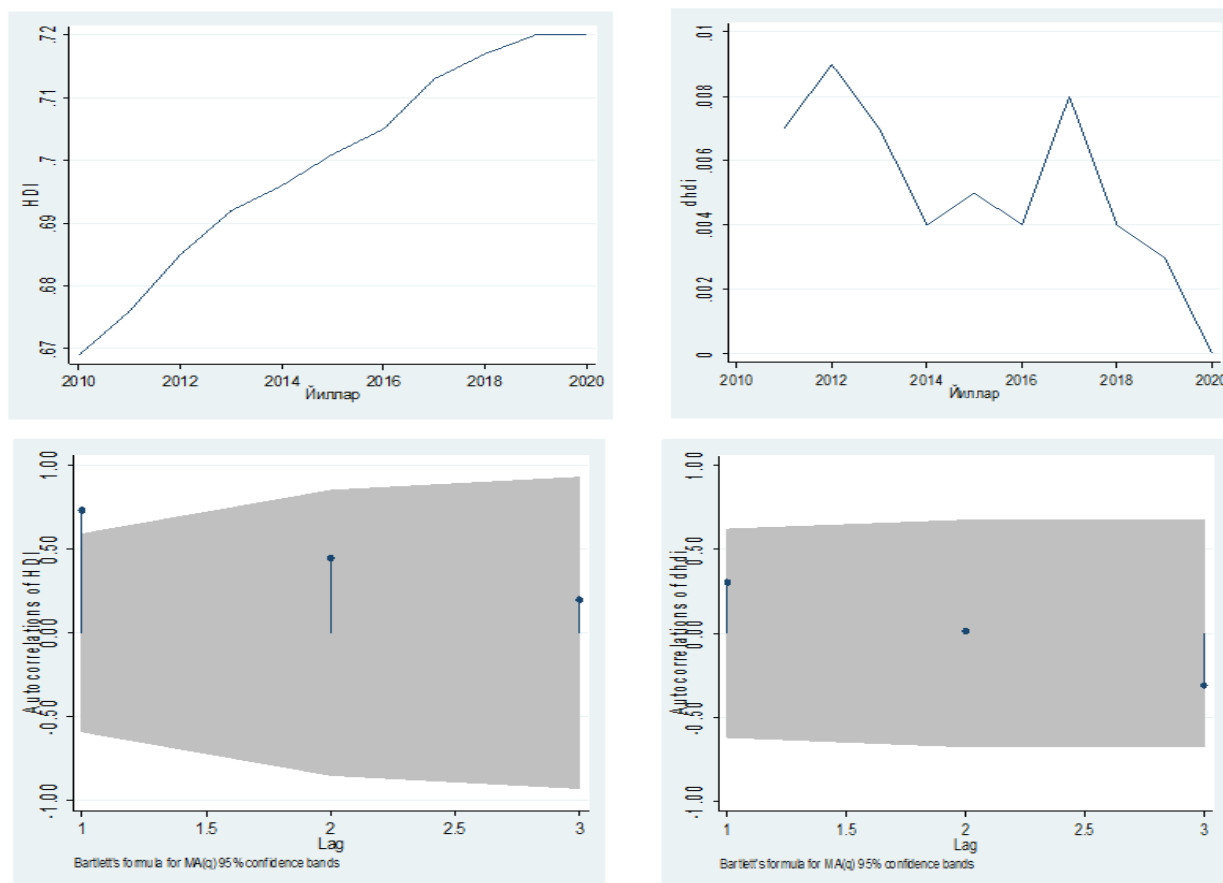 HDI
.72
.71
.7
.69
.68
.67
2010 2012 2014 2016 2018 2020
Йиллар
dhdi
.01
.008
.006
.004
.002
0
2010 2012 2014 2016 2018 2020
Йиллар
Autocorrelations of HDI
1.00
0.50
0.00
-0.50
-1.00
1 1.5 2 2.5 3
Lag
Bartlett's formula for MA(q) 95% confidence bands
Autocorrelations of dhdi
1.00
0.50
0.00
-0.50
-1.00
1 1.5 2 2.5 3
Lag
Bartlett's formula for MA(q) 95% confidence bands